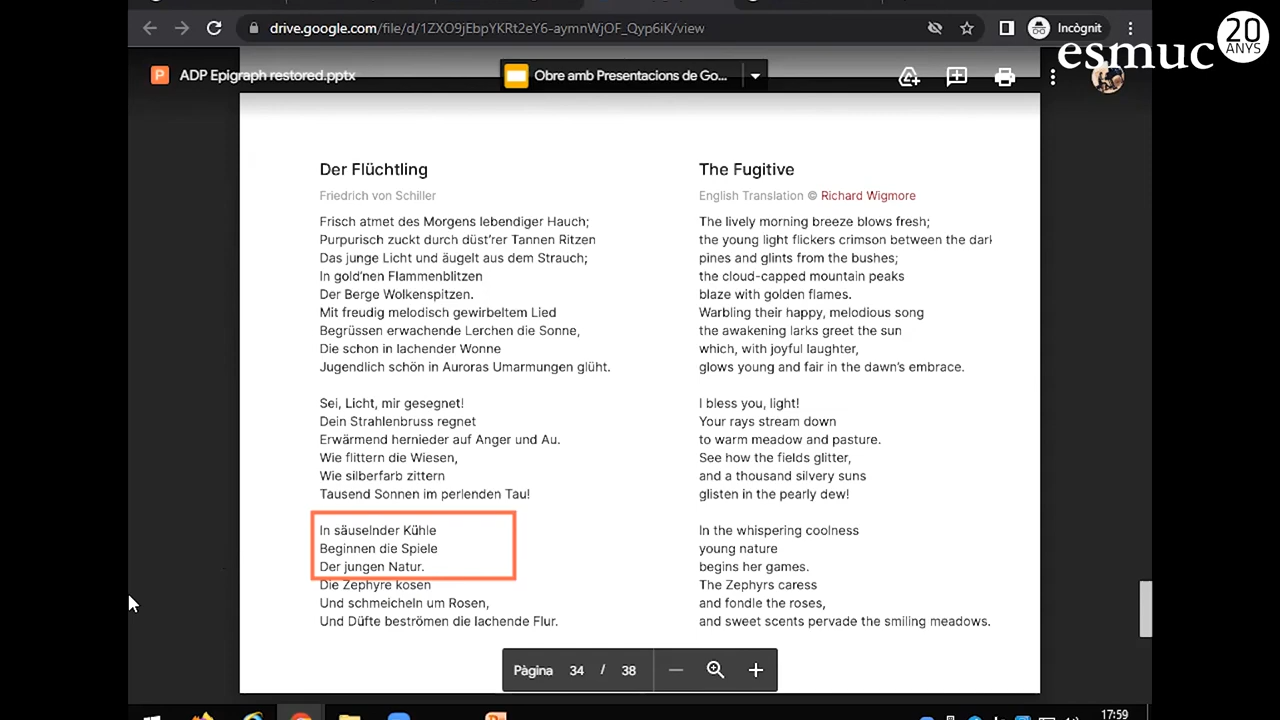 drive.google.com/file/d/1ZXO9jEbpYKRt2eY6-aymnWjOF_Qyp6iK/view
Incògnit
esmuc
20
ANYS
P
ADP Epigraph restored.pptx
Obre amb Presentacions de Go...
Der Flüchtling
Friedrich von Schiller
Frisch atmet des Morgens lebendiger Hauch;
Purpurisch zuckt durch düst'rer Tannen Ritzen
Das junge Licht und äugelt aus dem Strauch;
In gold'nen Flammenblitzen
Der Berge Wolkenspitzen.
Mit freudig melodisch gewirbeltem Lied
Begrüssen erwachende Lerchen die Sonne,
Die schon in lachender Wonne
Jugendlich schön in Auroras Umarmungen glüht.
Sei, Licht, mir gesegnet!
Dein Strahlenbruss regnet
Erwärmend hernieder auf Anger und Au.
Wie flittern die Wiesen,
Wie silberfarb zittern
Tausend Sonnen im perlenden Tau!
In säuselnder Kühle
Beginnen die Spiele
Der jungen Natur.
Die Zephyre kosen
Und schmeicheln um Rosen,
Und Düfte beströmen die lachende Flur.
The Fugitive
English Translation © Richard Wigmore
The lively morning breeze blows fresh;
the young light flickers crimson between the dark
pines and glints from the bushes;
the cloud-capped mountain peaks
blaze with golden flames.
Warbling their happy, melodious song
the awakening larks greet the sun
which, with joyful laughter,
glows young and fair in the dawn's embrace.
I bless you, light!
Your rays stream down
to warm meadow and pasture.
See how the fields glitter,
and a thousand silvery suns
glisten in the pearly dew!
In the whispering coolness
young nature
begins her games.
The Zephyrs caress
and fondle the roses,
and sweet scents pervade the smiling meadows.
Pàgina 34 / 38
17:59